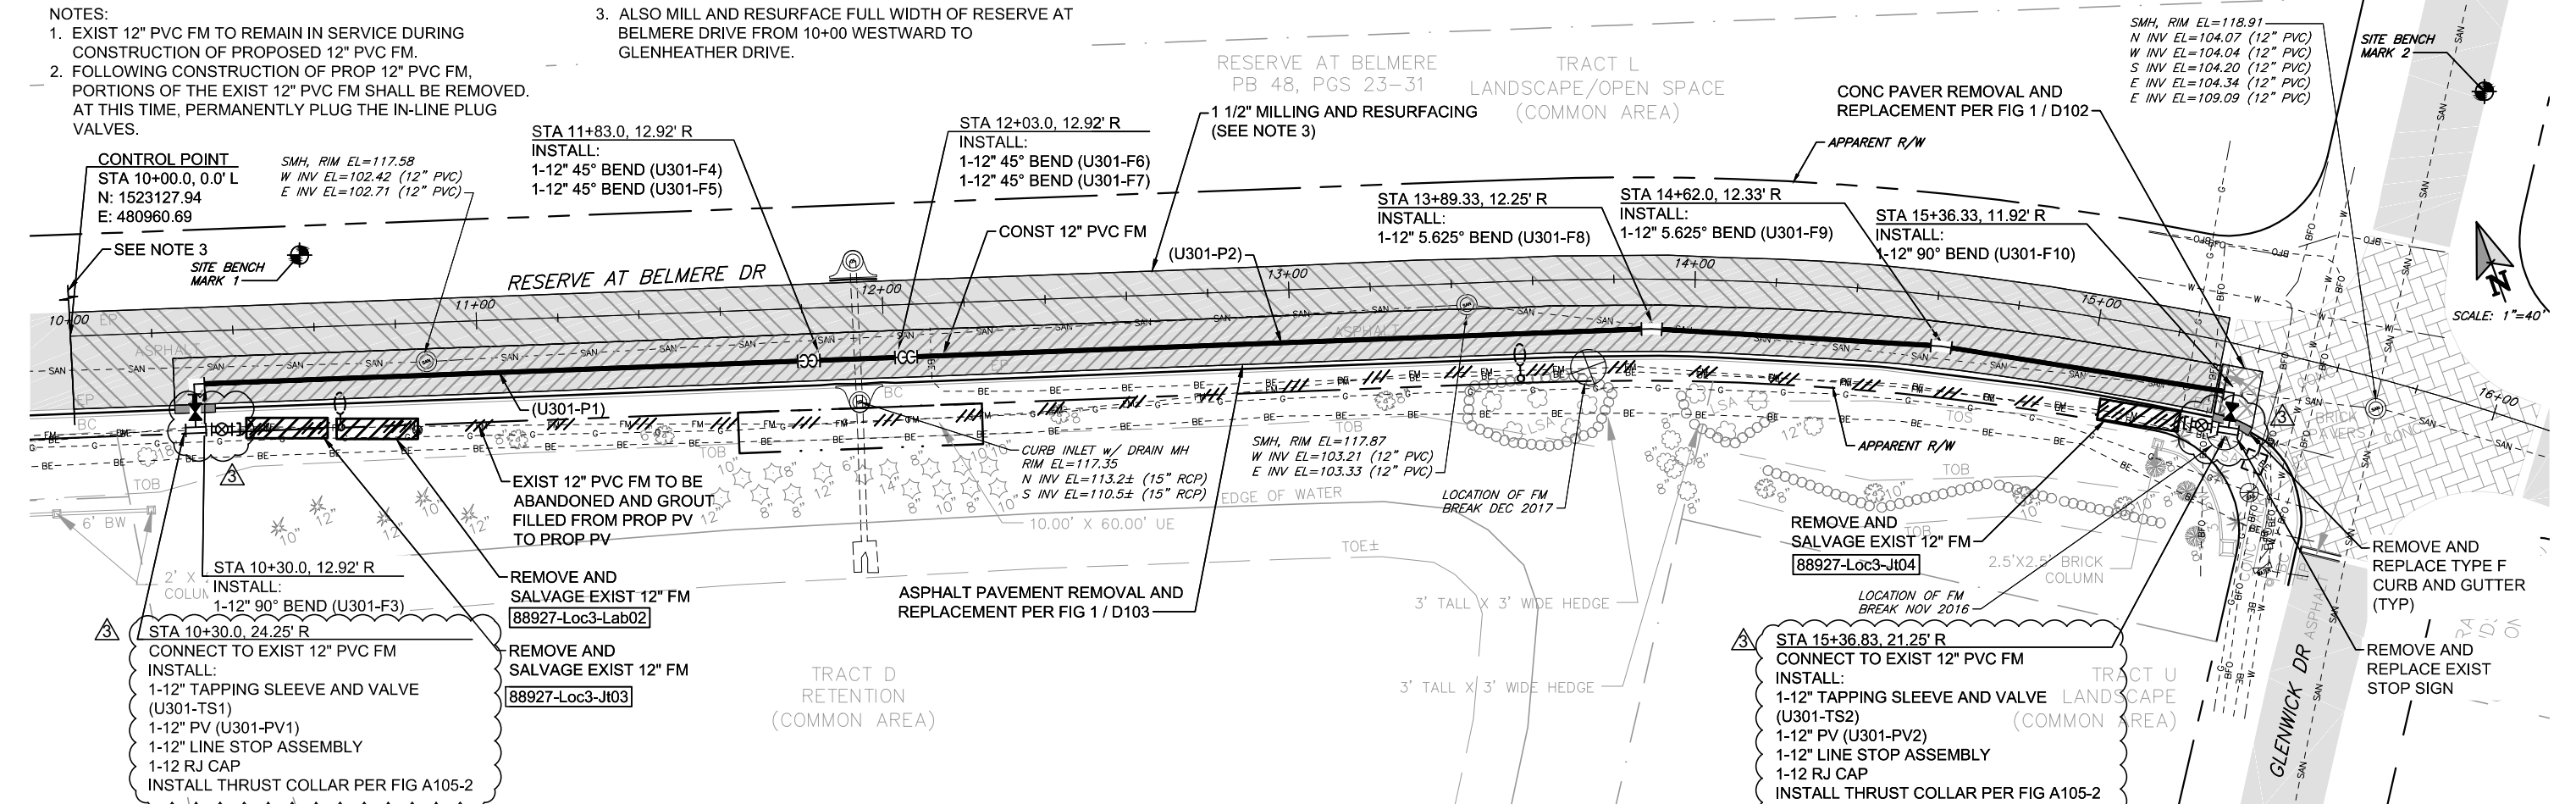 NOTES:
1. EXIST 12" PVC FM TO REMAIN IN SERVICE DURING
CONSTRUCTION OF PROPOSED 12" PVC FM.
2. FOLLOWING CONSTRUCTION OF PROP 12" PVC FM,
PORTIONS OF THE EXIST 12" PVC FM SHALL BE REMOVED.
AT THIS TIME, PERMANENTLY PLUG THE IN-LINE PLUG
VALVES.
3. ALSO MILL AND RESURFACE FULL WIDTH OF RESERVE AT
BELMERE DRIVE FROM 10+00 WESTWARD TO
GLENHEATHER DRIVE.
RESERVE AT BELMERE
PB 48, PGS 23-31
TRACT L
LANDSCAPE/OPEN SPACE
(COMMON AREA)
SMH, RIM EL=118.91
N INV EL=104.07 (12" PVC)
W INV EL=104.04 (12" PVC)
S INV EL=104.20 (12" PVC)
E INV EL=104.34 (12" PVC)
E INV EL=109.09 (12" PVC)
SITE BENCH
MARK 2
CONC PAVER REMOVAL AND
REPLACEMENT PER FIG 1 / D102
1 1/2" MILLING AND RESURFACING
(SEE NOTE 3)
APPARENT R/W
CONTROL POINT
STA 10+00.0, 0.0' L
N: 1523127.94
E: 480960.69
SMH, RIM EL=117.58
W INV EL=102.42 (12" PVC)
E INV EL=102.71 (12" PVC)
STA 11+83.0, 12.92' R
INSTALL:
1-12" 45° BEND (U301-F4)
1-12" 45° BEND (U301-F5)
STA 12+03.0, 12.92' R
INSTALL:
1-12" 45° BEND (U301-F6)
1-12" 45° BEND (U301-F7)
STA 13+89.33, 12.25' R
INSTALL:
1-12" 5.625° BEND (U301-F8)
STA 14+62.0, 12.33' R
INSTALL:
1-12" 5.625° BEND (U301-F9)
STA 15+36.33, 11.92' R
INSTALL:
1-12" 90° BEND (U301-F10)
SEE NOTE 3
SITE BENCH
MARK 1
RESERVE AT BELMERE DR
CONST 12" PVC FM
(U301-P2)
N
SCALE: 1"=40'
10+00
11+00
12+00
13+00
14+00
15+00
16+00
EP
ASPHALT
ASPHALT
EP
EP
BC
BC
(U301-P1)
BRICK
PAVERS
TOB
TOB
TOB
TOS
TOB
TOB
LSA
LSA
6' BW
EXIST 12" PVC FM TO BE
ABANDONED AND GROUT
FILLED FROM PROP PV
TO PROP PV
CURB INLET w/ DRAIN MH
RIM EL=117.35
N INV EL=113.2± (15" RCP)
S INV EL=110.5± (15" RCP)
EDGE OF WATER
10.00' X 60.00' UE
SMH, RIM EL=117.87
W INV EL=103.21 (12" PVC)
E INV EL=103.33 (12" PVC)
LOCATION OF FM
BREAK DEC 2017
APPARENT R/W
TOE±
REMOVE AND
SALVAGE EXIST 12" FM
88927-Loc3-Jt04
2.5'X2.5' BRICK
COLUMN
LOCATION OF FM
BREAK NOV 2016
REMOVE AND
REPLACE TYPE F
CURB AND GUTTER
(TYP)
REMOVE AND
REPLACE EXIST
STOP SIGN
STA 10+30.0, 12.92' R
INSTALL:
1-12" 90° BEND (U301-F3)
REMOVE AND
SALVAGE EXIST 12" FM
88927-Loc3-Lab02
REMOVE AND
SALVAGE EXIST 12" FM
88927-Loc3-Jt03
ASPHALT PAVEMENT REMOVAL AND
REPLACEMENT PER FIG 1 / D103
3' TALL X 3' WIDE HEDGE
3' TALL X 3' WIDE HEDGE
TRACT D
RETENTION
(COMMON AREA)
TRACT U
LANDSCAPE
(COMMON AREA)
GLENWICK DR
ASPHALT
3
STA 10+30.0, 24.25' R
CONNECT TO EXIST 12" PVC FM
INSTALL:
1-12" TAPPING SLEEVE AND VALVE
(U301-TS1)
1-12" PV (U301-PV1)
1-12" LINE STOP ASSEMBLY
1-12 RJ CAP
INSTALL THRUST COLLAR PER FIG A105-2
3
STA 15+36.83, 21.25' R
CONNECT TO EXIST 12" PVC FM
INSTALL:
1-12" TAPPING SLEEVE AND VALVE
(U301-TS2)
1-12" PV (U301-PV2)
1-12" LINE STOP ASSEMBLY
1-12 RJ CAP
INSTALL THRUST COLLAR PER FIG A105-2